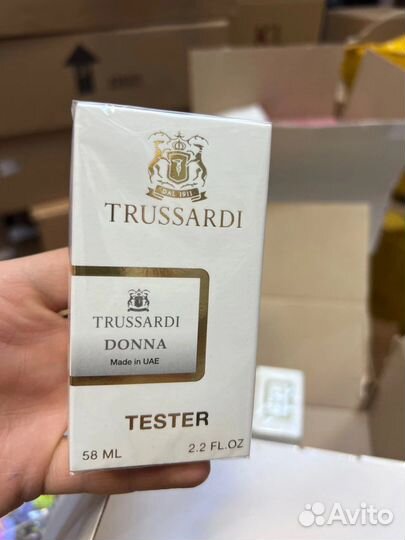 DAL 1911
TRUSSARDI
TRUSSARDI
DONNA
Made in UAE
TESTER
58 ML
2.2 FL.OZ
Avito